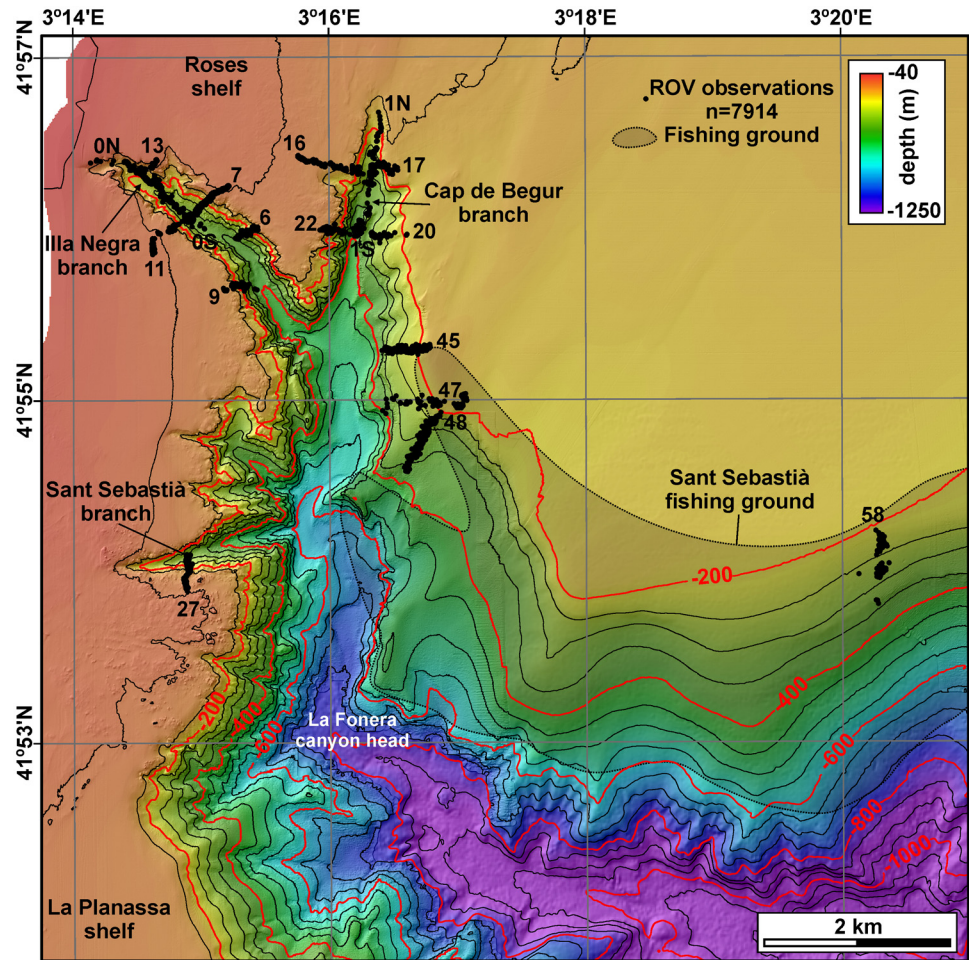 3°14'E
3°16'E
3°18'E
3°20'E
41°57'N
41°55'N
41°53'N
Roses
shelf
ROV observations
n=7914
Fishing ground
-40
depth (m)
-1250
1N
0N
13
16
17
7
Cap de Begur
branch
6
22
20
0S
1S
Illa Negra
branch
11
9
45
47
48
Sant Sebastià
branch
Sant Sebastià
fishing ground
58
-200
27
200
400
600
-400
La Fonera
canyon head
-600
-800
-1000
La Planassa
shelf
2 km